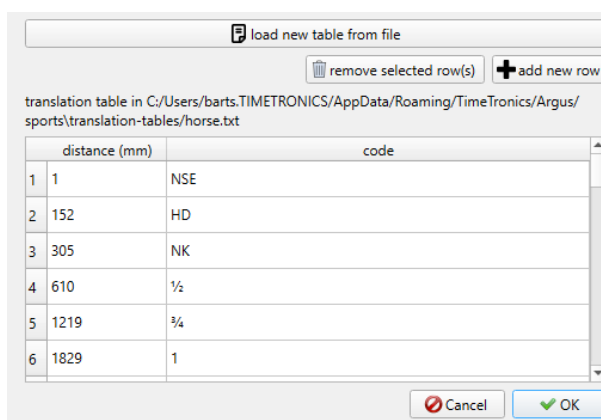 load new table from file
remove selected row(s) add new row
translation table in C:/Users/barts.TIMETRONICS/AppData/Roaming/TimeTronics/Argus/
sports\translation-tables/horse.txt
distance (mm) code
1 1 NSE
2 152 HD
3 305 NK
4 610 ½
5 1219 ¾
6 1829 1
Cancel OK